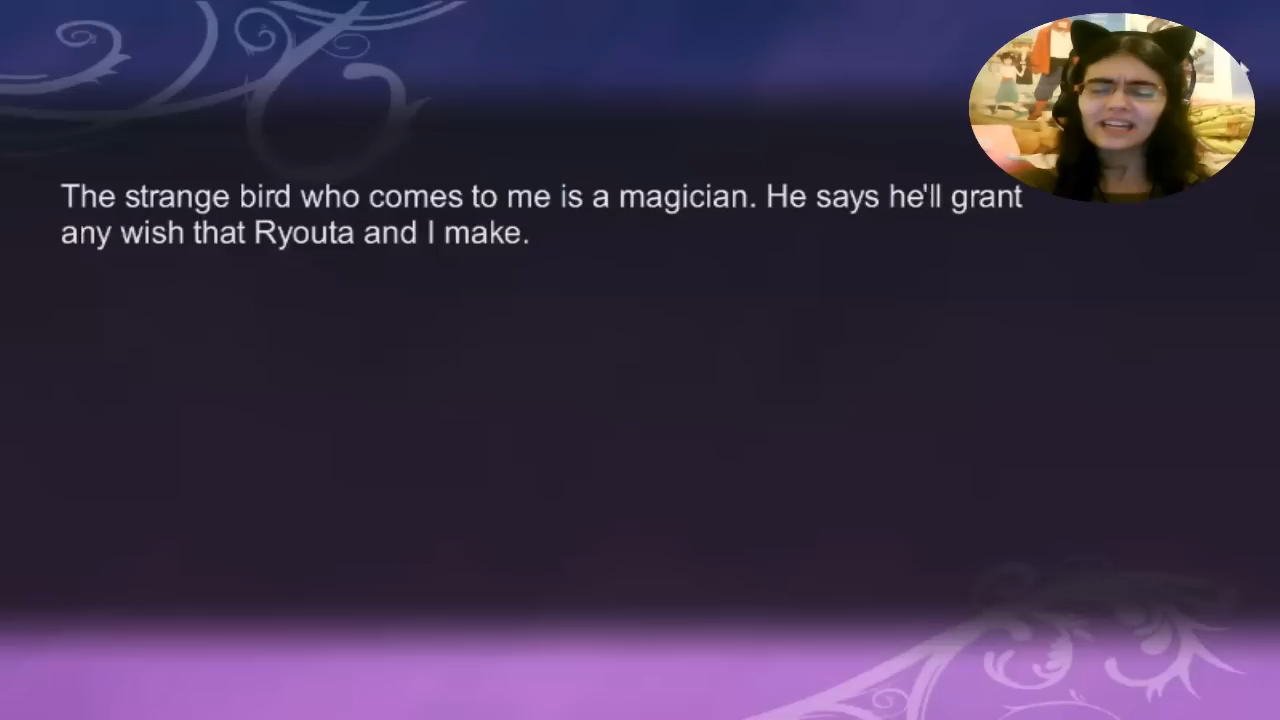 The strange bird who comes to me is a magician. He says he'll grant
any wish that Ryouta and I make.